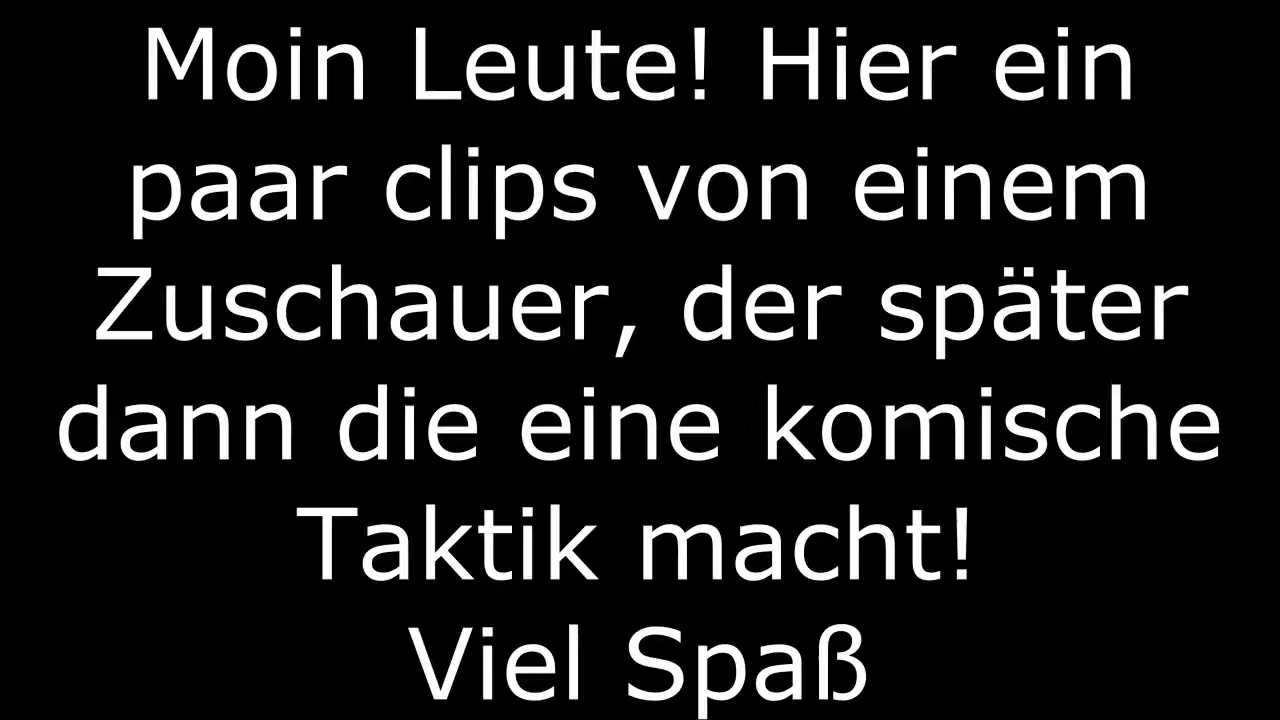 Moin Leute! Hier ein
paar clips von einem
Zuschauer, der später
dann die eine komische
Taktik macht!
Viel Spaß